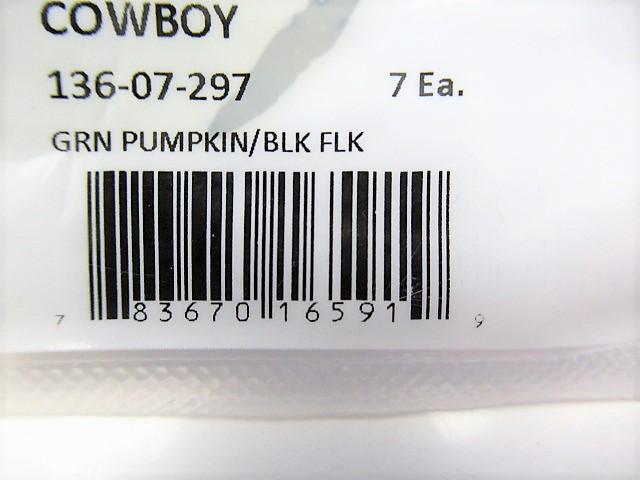 COWBOY
136-07-297 7 Ea.
GRN PUMPKIN/BLK FLK
7 83670 16591 9